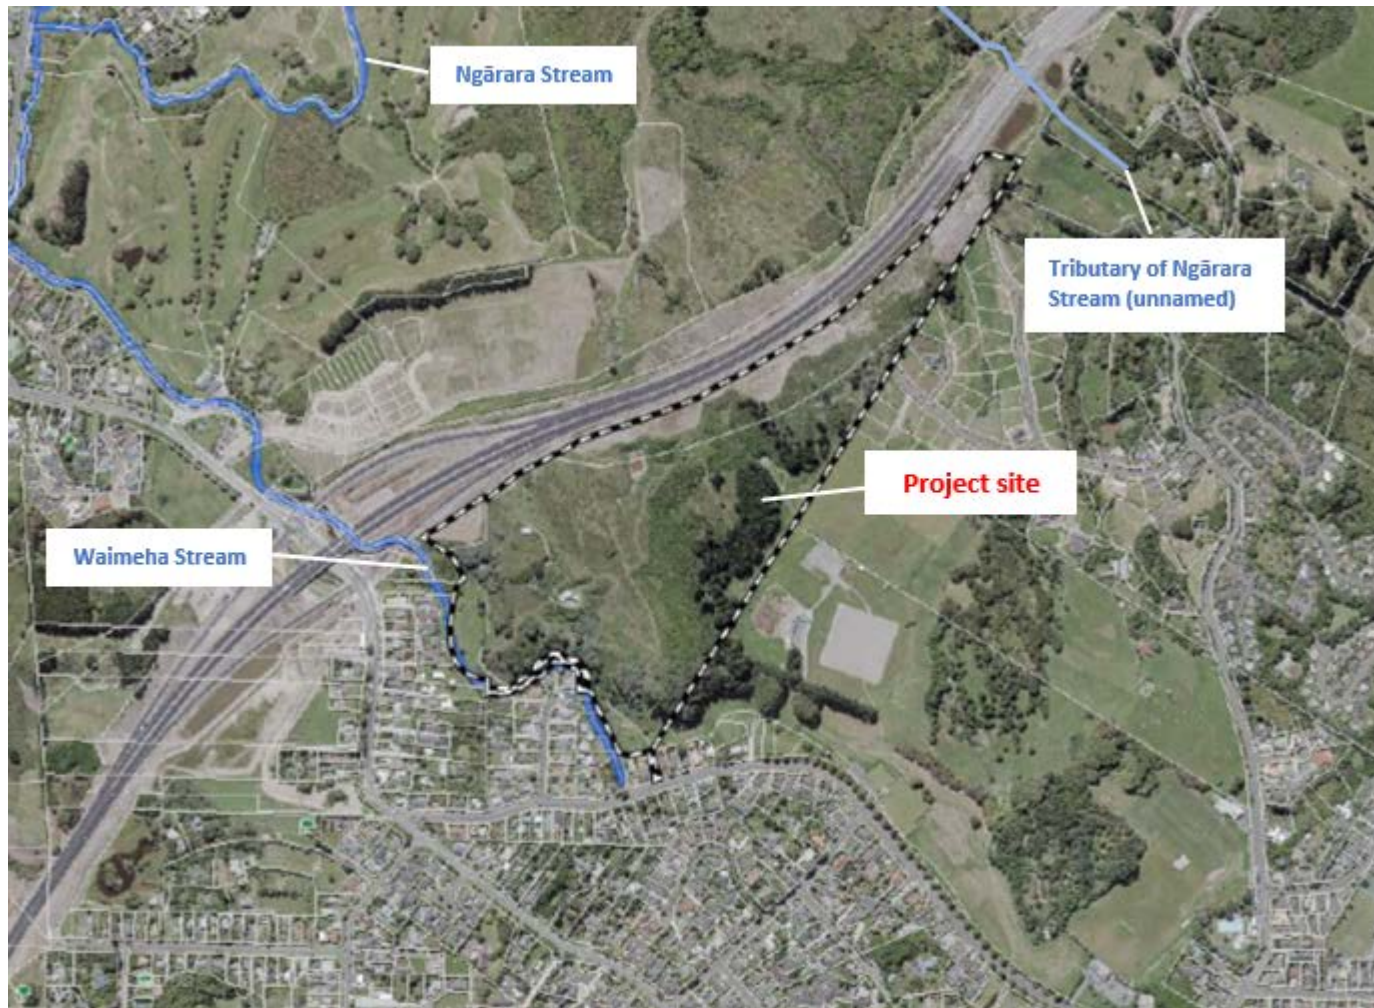 Ngārara Stream
Tributary of Ngārara
Stream (unnamed)
Project site
Waimeha Stream